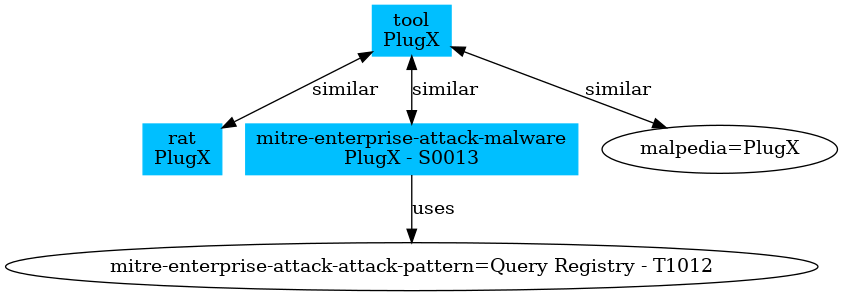 tool
PlugX
similar
similar
similar
rat
PlugX
mitre-enterprise-attack-malware
PlugX - S0013
malpedia=PlugX
uses
mitre-enterprise-attack-attack-pattern=Query Registry - T1012